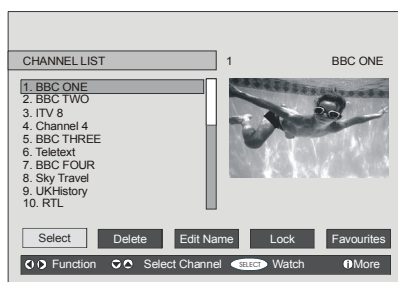 CHANNEL LIST 1 BBC ONE
1. BBC ONE
2. BBC TWO
3. ITV 8
4. Channel 4
5. BBC THREE
6. Teletext
7. BBC FOUR
8. Sky Travel
9. UKHistory
10. RTL
Select Delete Edit Name Lock Favourites
Function Select Channel SELECT Watch i More